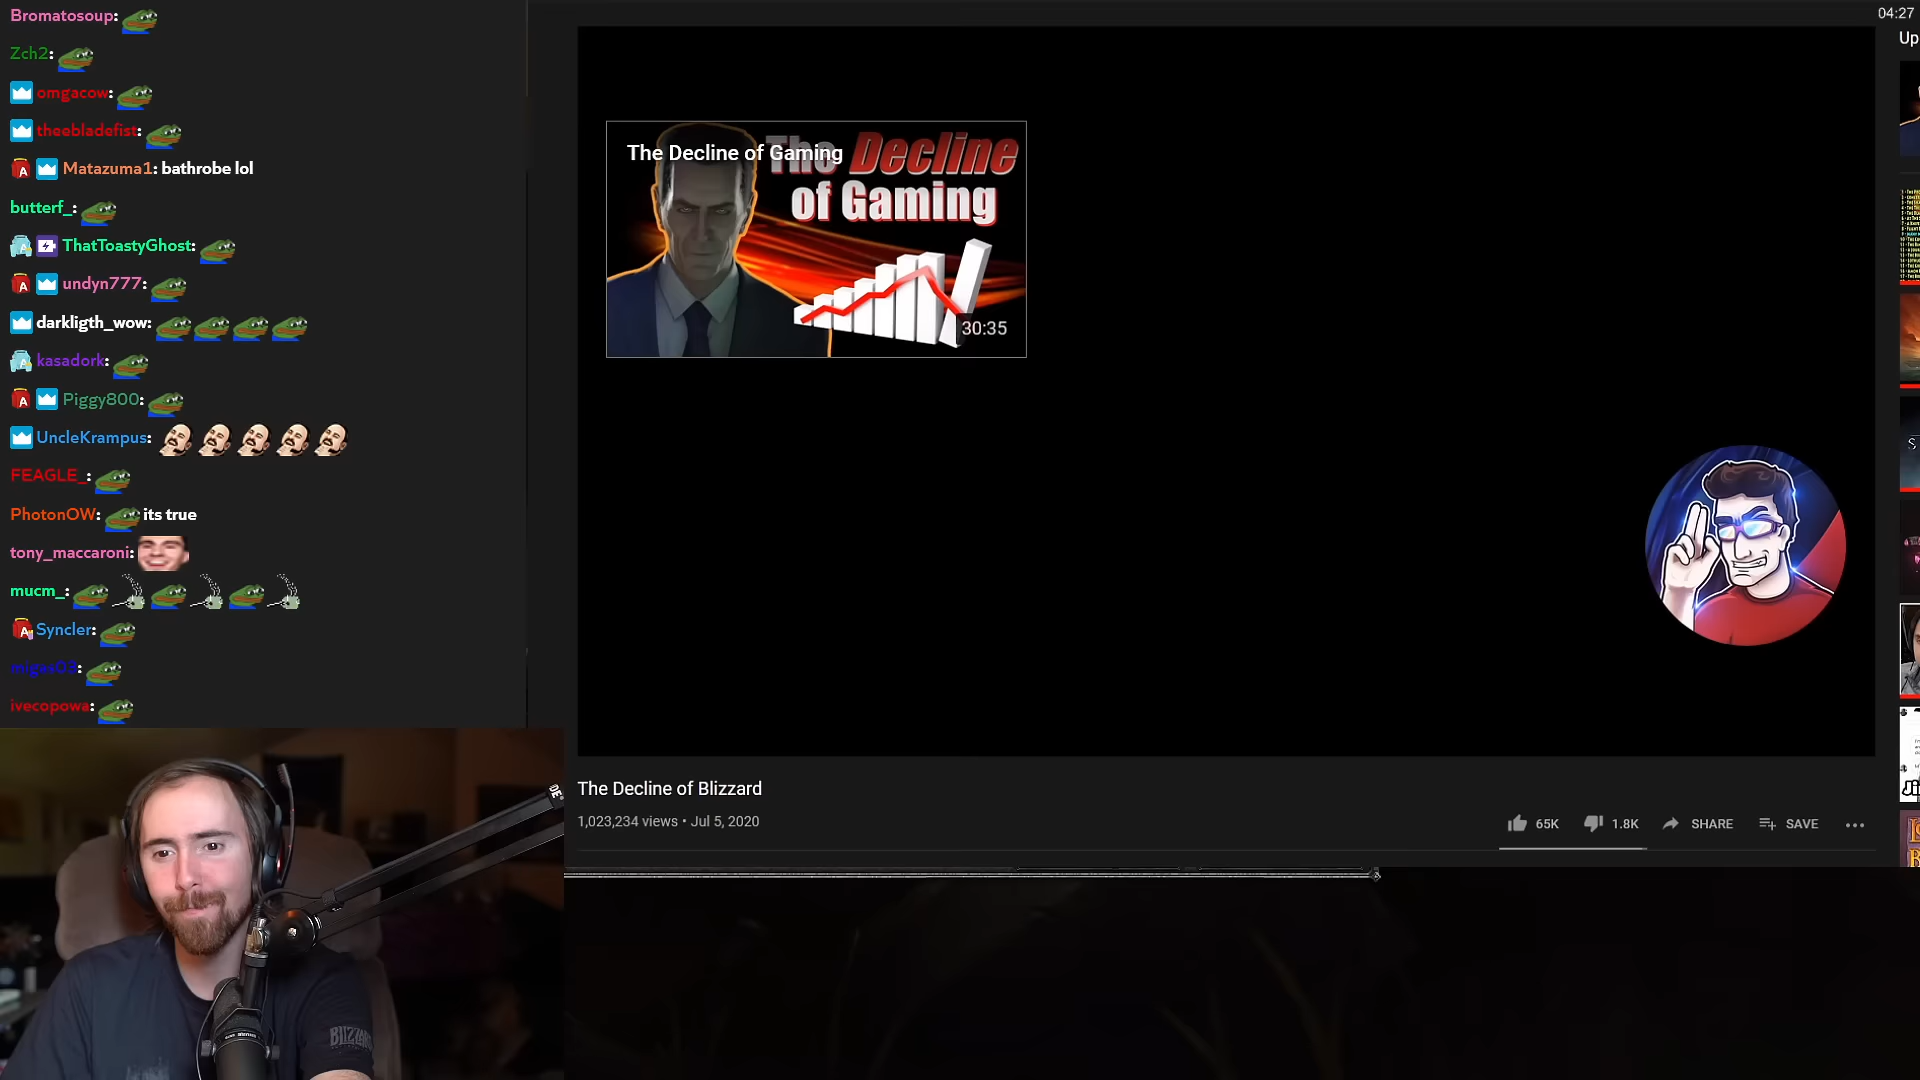 Bromatosoup:
Zch2:
omgacow:
theebladefist:
Matazuma1: bathrobe lol
butterf_:
ThatToastyGhost:
undyn777:
darkligth_wow:
kasadork:
Piggy800:
UncleKrampus:
FEAGLE_:
PhotonOW: its true
tony_maccaroni:
mucm_:
Syncler:
miges03:
ivecopowa:
04:27
Up
The Decline of Gaming
The Decline
of Gaming
30:35
The Decline of Blizzard
1,023,234 views • Jul 5, 2020
65K
1.8K
SHARE
SAVE